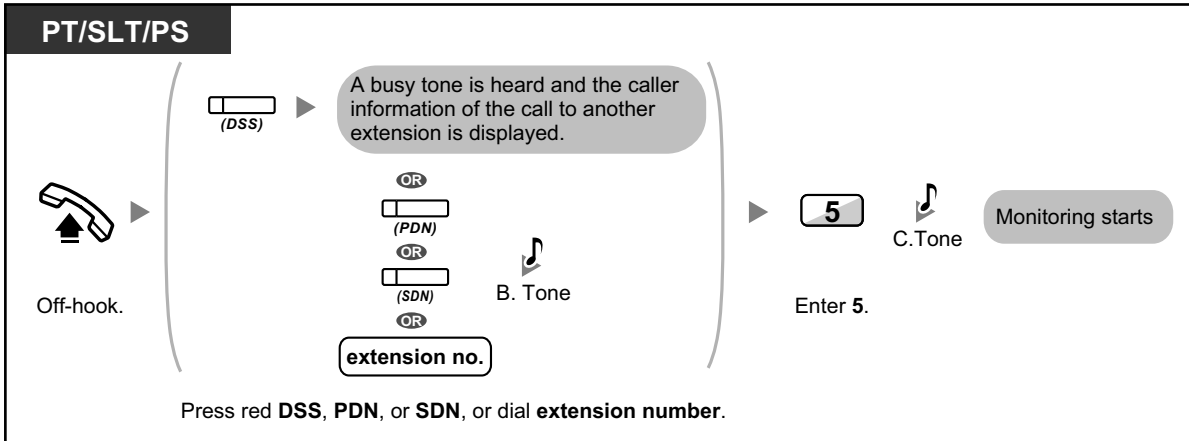 PT/SLT/PS
(DSS)
A busy tone is heard and the caller
information of the call to another
extension is displayed.
OR
(PDN)
OR
(SDN)
OR
extension no.
B. Tone
5
C.Tone
Monitoring starts
Off-hook.
Enter 5.
Press red DSS, PDN, or SDN, or dial extension number.